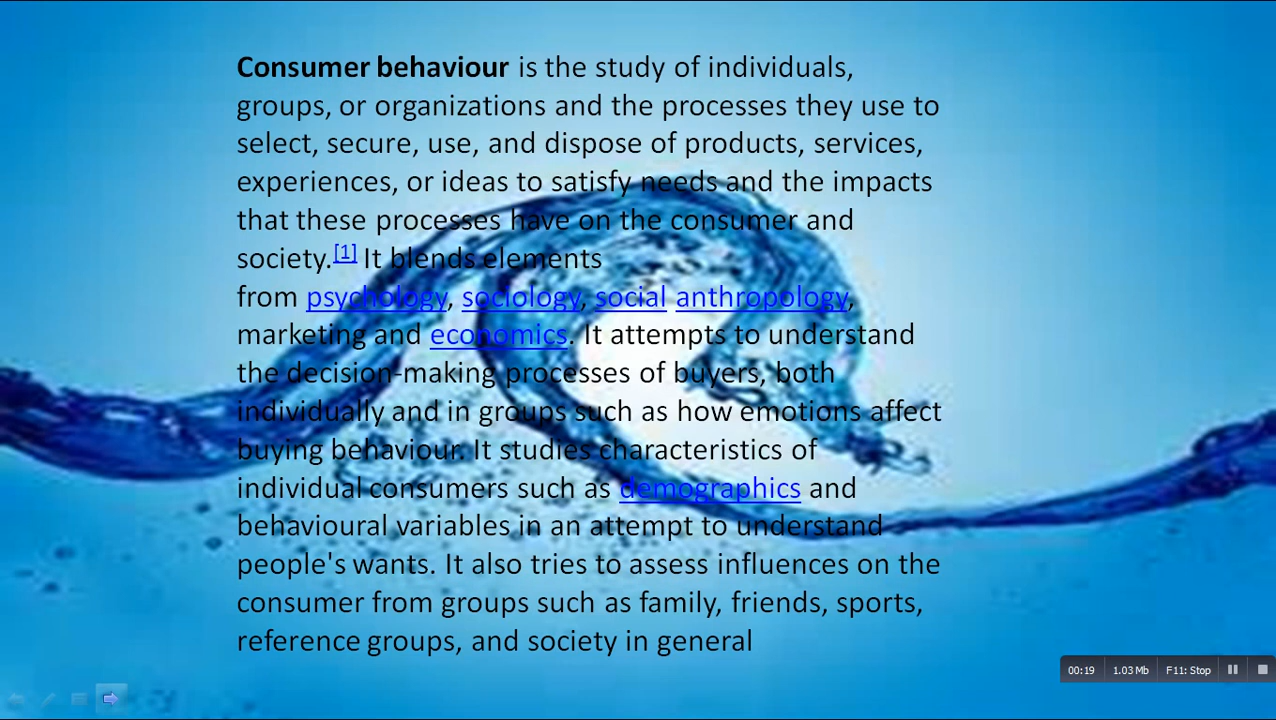 Consumer behaviour is the study of individuals,
groups, or organizations and the processes they use to
select, secure, use, and dispose of products, services,
experiences, or ideas to satisfy needs and the impacts
that these processes have on the consumer and
society.[1] It blends elements
from psychology, sociology, social anthropology,
marketing and economics. It attempts to understand
the decision-making processes of buyers, both
individually and in groups such as how emotions affect
buying behaviour. It studies characteristics of
individual consumers such as demographics and
behavioural variables in an attempt to understand
people's wants. It also tries to assess influences on the
consumer from groups such as family, friends, sports,
reference groups, and society in general
00:19 1.03 Mb F11: Stop